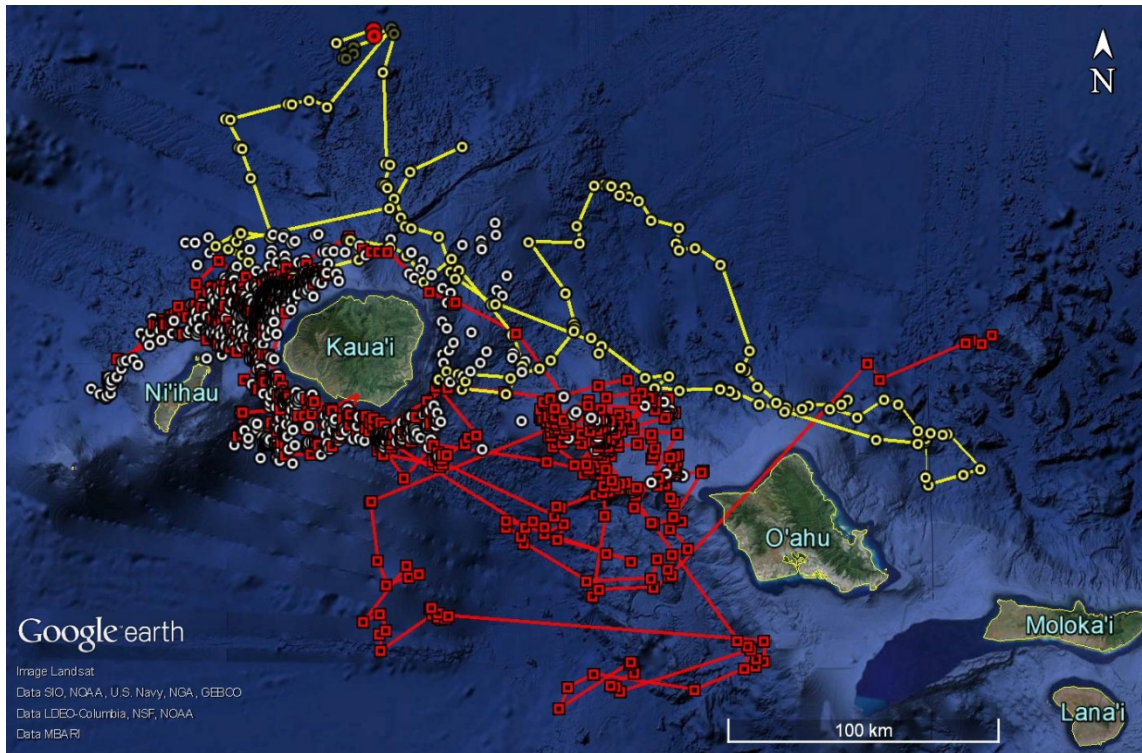 N
Kaua'i
Ni'ihau
O'ahu
Moloka'i
Lana'i
Google earth
Image Landsat
Data SIO, NOAA, U.S. Navy, NGA, GEBCO
Data LDEO-Columbia, NSF, NOAA
Data MBARI
100 km